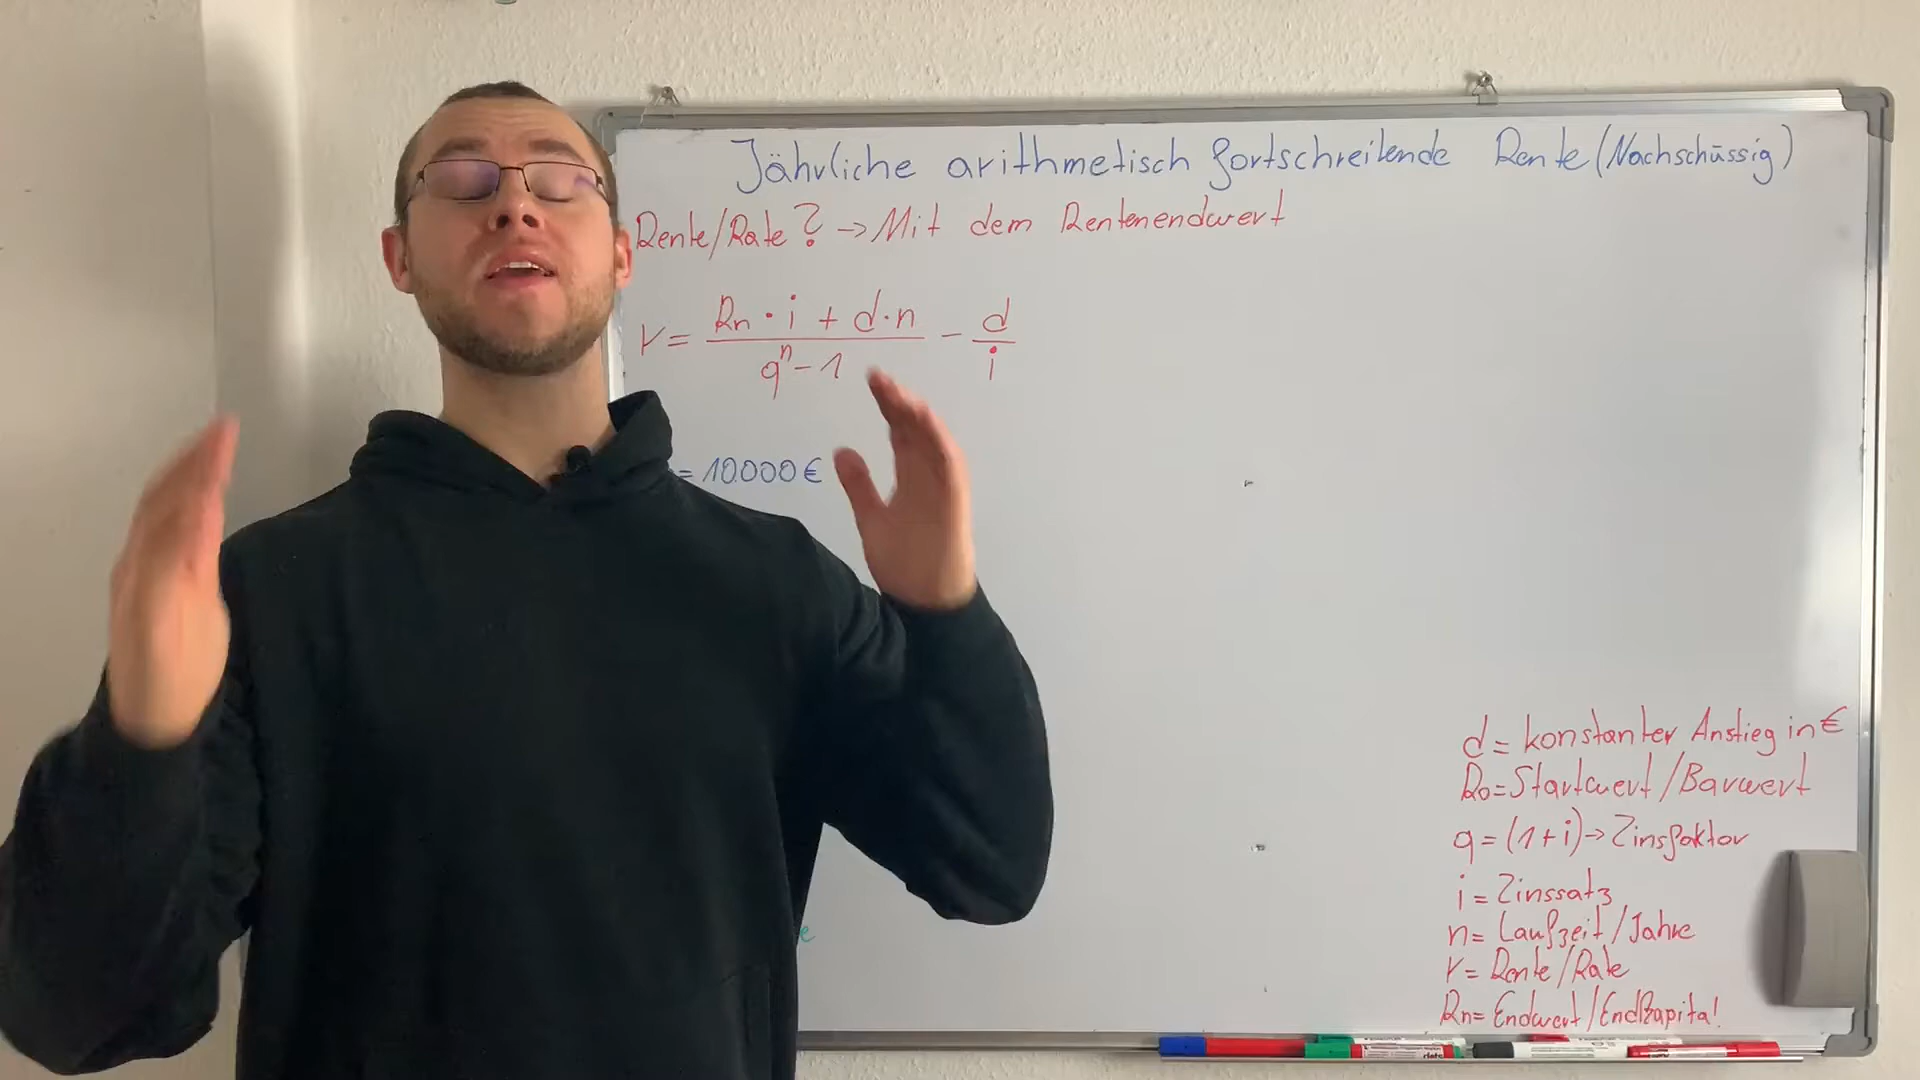 Jährliche arithmetisch fortschreitende Rente (Nachschüssig)
Rente/Rate? → Mit dem Rentenendwert
r = (Rn · i + d · n) / (q^n - 1) - d/i
= 10.000 €
e
d = konstanter Anstieg in €
R0 = Startwert / Barwert
q = (1 + i) → Zinsfaktor
i = Zinssatz
n = Laufzeit / Jahre
r = Rente / Rate
Rn = Endwert / Endkapital